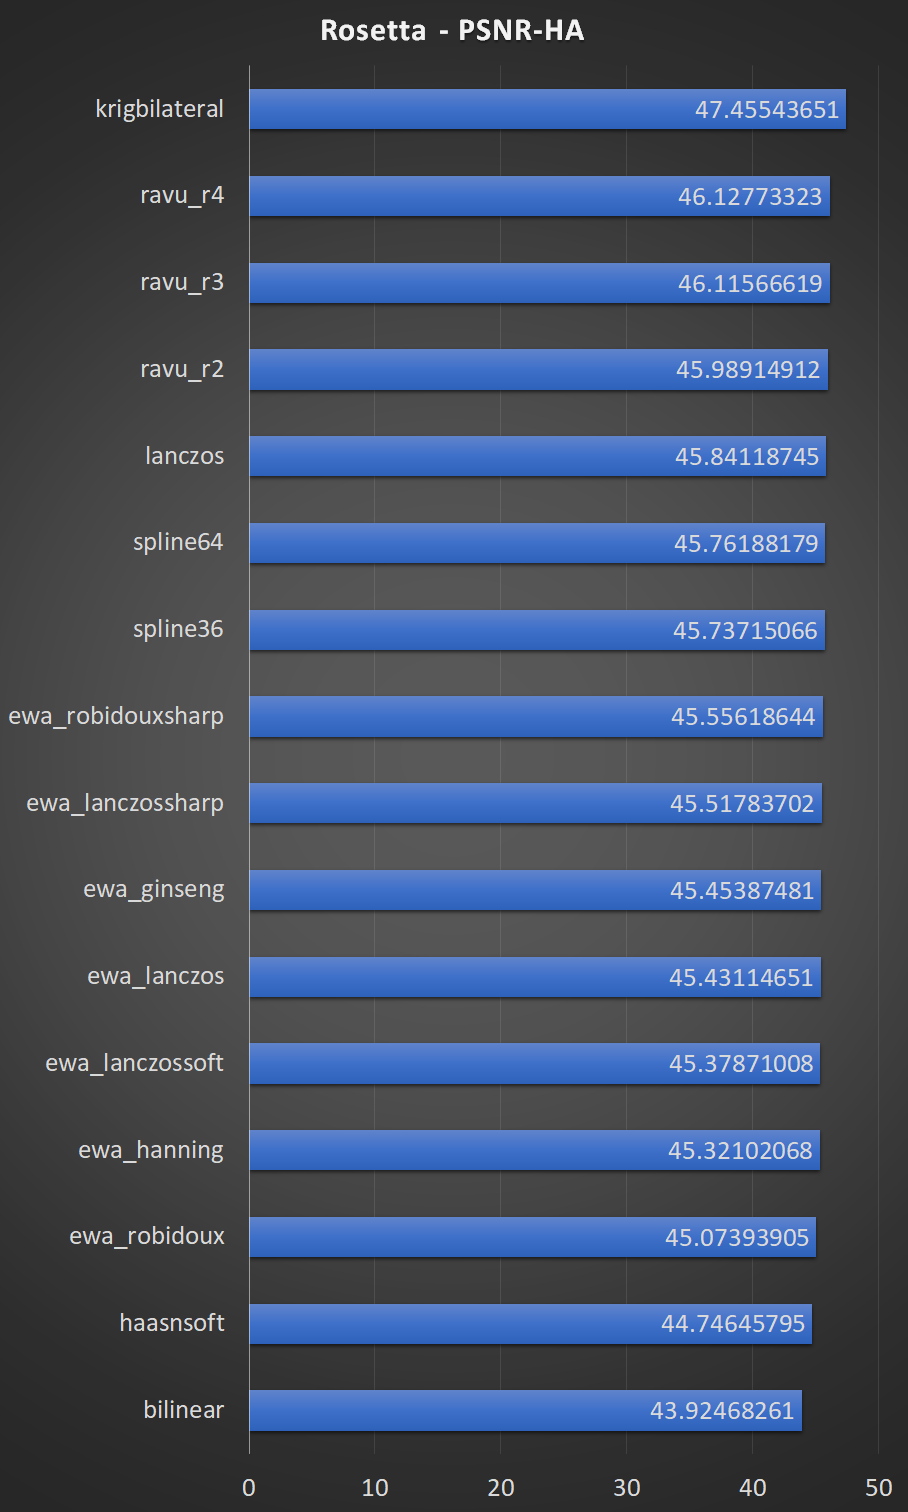 Rosetta - PSNR-HA
krigbilateral 47.45543651
ravu_r4 46.12773323
ravu_r3 46.11566619
ravu_r2 45.98914912
lanczos 45.84118745
spline64 45.76188179
spline36 45.73715066
ewa_robidouxsharp 45.55618644
ewa_lanczossharp 45.51783702
ewa_ginseng 45.45387481
ewa_lanczos 45.43114651
ewa_lanczossoft 45.37871008
ewa_hanning 45.32102068
ewa_robidoux 45.07393905
haasnsoft 44.74645795
bilinear 43.92468261
0 10 20 30 40 50